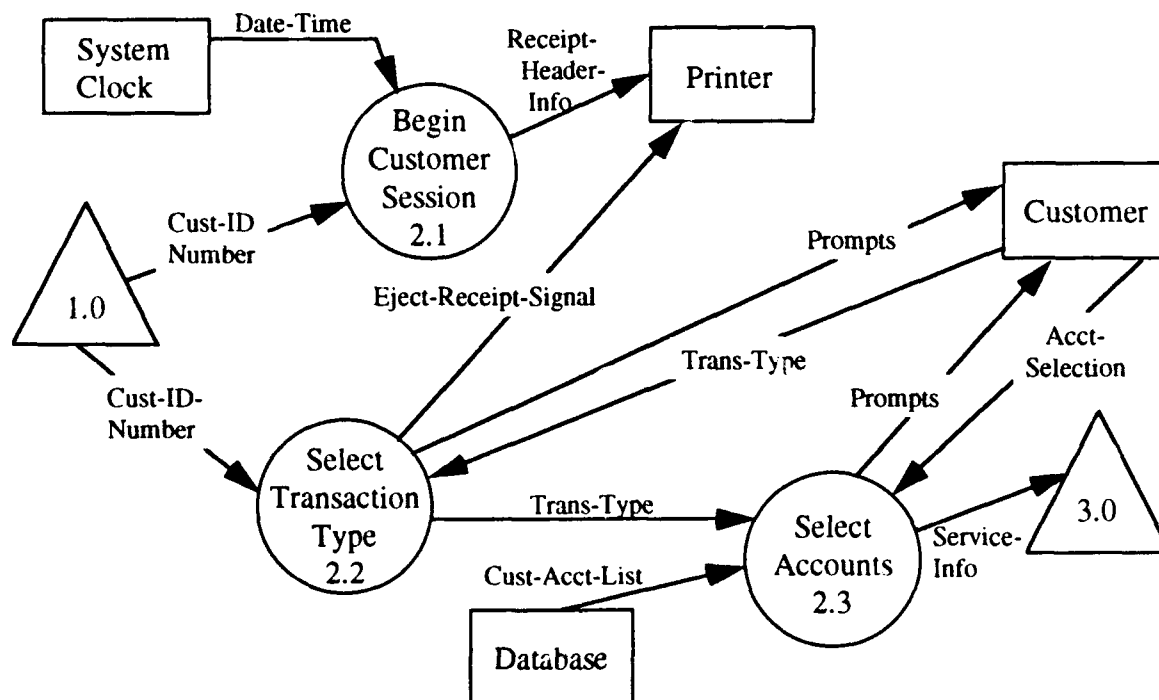 Date-Time
System
Clock
Receipt-
Header-
Info
Printer
Begin
Customer
Session
2.1
Cust-ID
Number
1.0
Customer
Prompts
Eject-Receipt-Signal
Trans-Type
Acct-
Selection
Prompts
Cust-ID-
Number
Select
Transaction
Type
2.2
Trans-Type
Select
Accounts
2.3
3.0
Service-
Info
Cust-Acct-List
Database